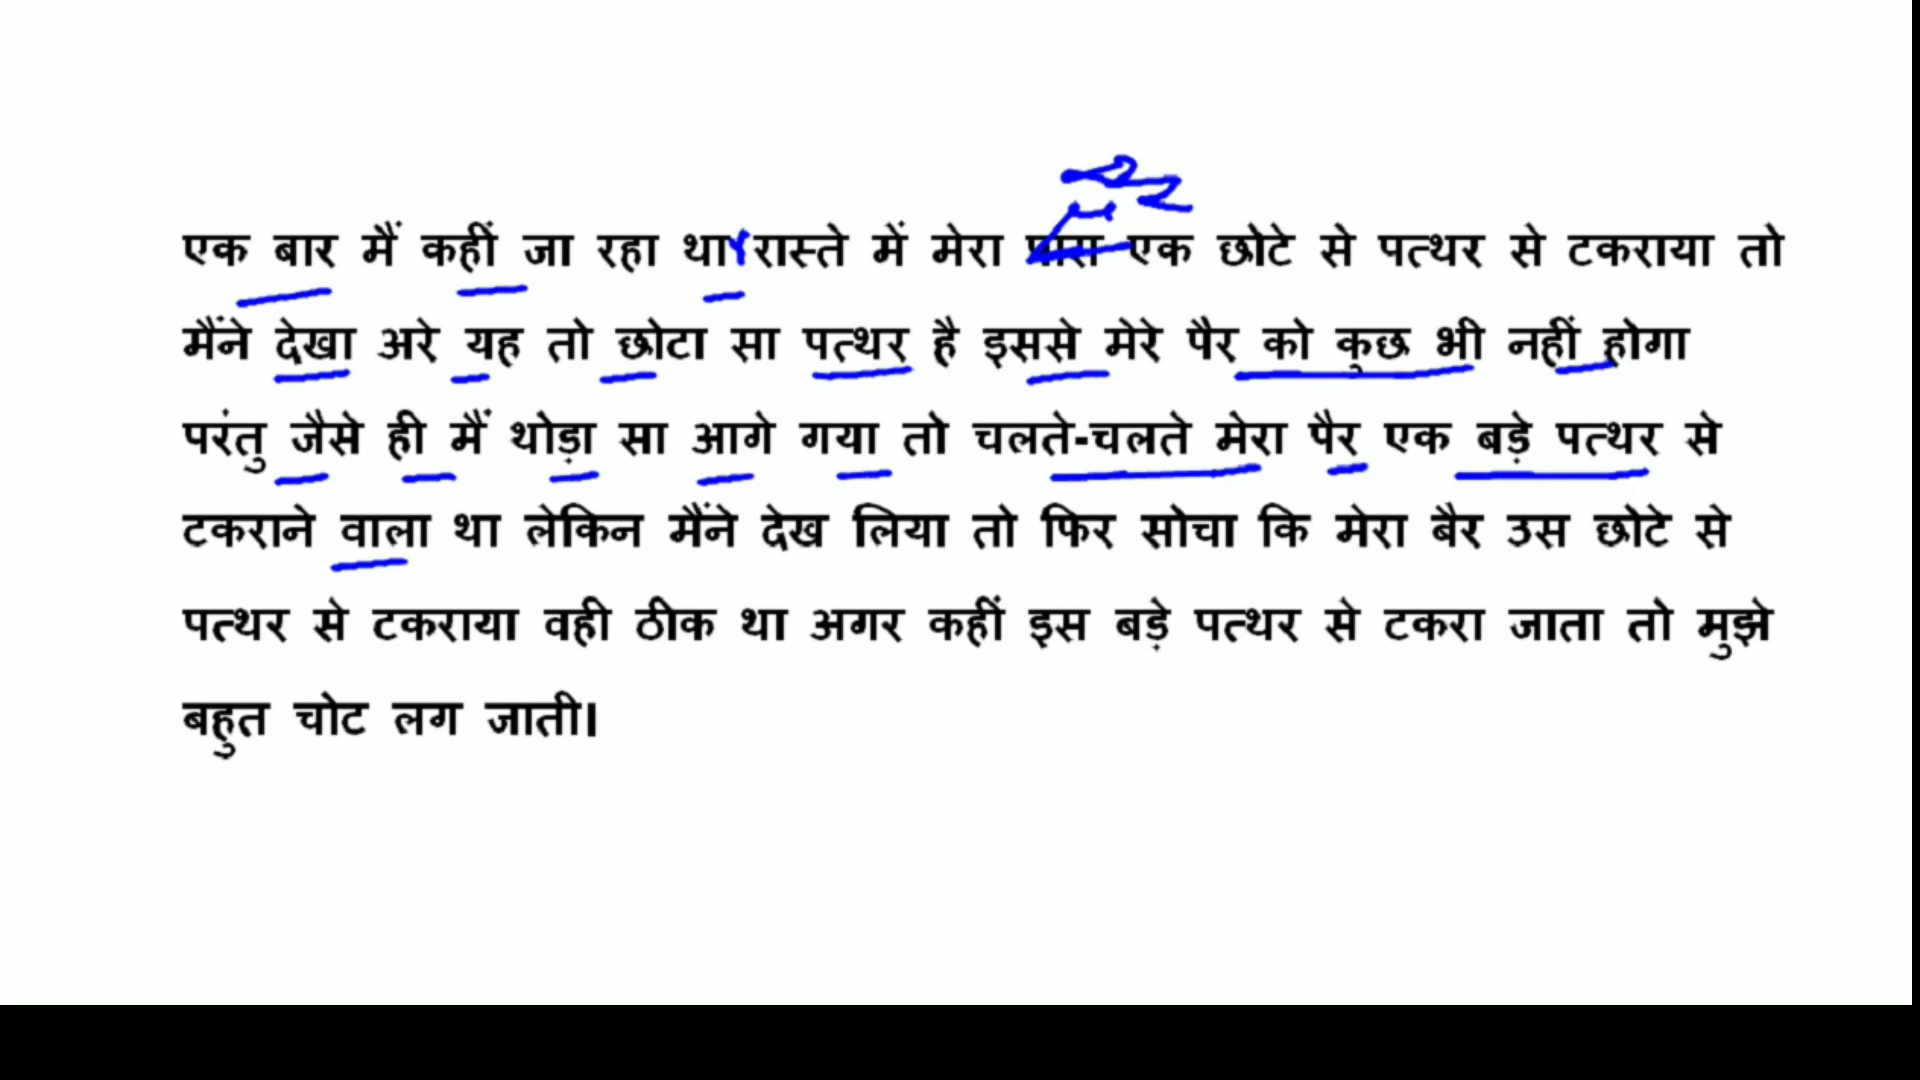 एक बार मैं कहीं जा रहा था रास्ते में मेरा पास एक छोटे से पत्थर से टकराया तो
मैंने देखा अरे यह तो छोटा सा पत्थर है इससे मेरे पैर को कुछ भी नहीं होगा
परंतु जैसे ही मैं थोड़ा सा आगे गया तो चलते-चलते मेरा पैर एक बड़े पत्थर से
टकराने वाला था लेकिन मैंने देख लिया तो फिर सोचा कि मेरा बैर उस छोटे से
पत्थर से टकराया वही ठीक था अगर कहीं इस बड़े पत्थर से टकरा जाता तो मुझे
बहुत चोट लग जाती।